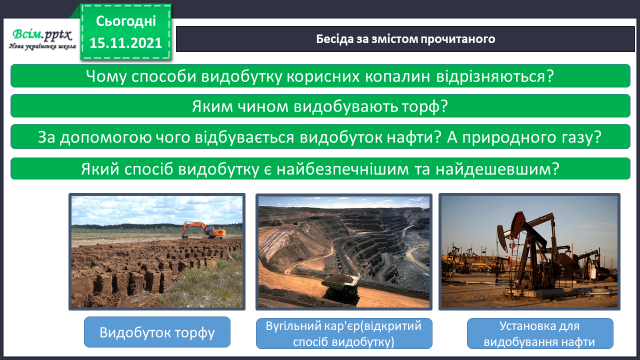 Всім.pptx
Нова українська школа
Сьогодні
15.11.2021
Бесіда за змістом прочитаного
Чому способи видобутку корисних копалин відрізняються?
Яким чином видобувають торф?
За допомогою чого відбувається видобуток нафти? А природного газу?
Який спосіб видобутку є найбезпечнішим та найдешевшим?
Видобуток торфу
Вугільний кар'єр(відкритий
спосіб видобутку)
Установка для
видобування нафти